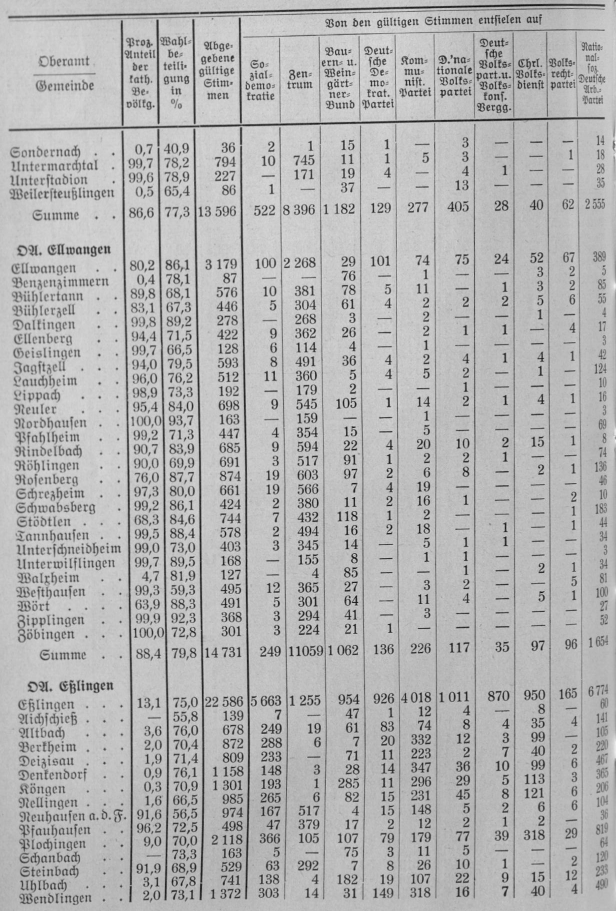 Von den gültigen Stimmen entfielen auf
Oberamt
Gemeinde
Proz. Anteil der kath. Bevölkg.
Wahlbeteiligung in %
Abgegebene gültige Stimmen
Sozialdemokratie
Zentrum
Bauern- u. Weingärtner-Bund
Deutsche Demokrat. Partei
Kommunist. Partei
D.'nationale Volkspartei
Deutsche Volkspart. u. Volkskons. Vergg.
Chrl. Volksdienst
Volksrechtpartei
National-soz. Deutsche Arb.-Partei
Sondernach . . 0,7 40,9 36 2 1 15 1 — 3 — — — 14
Untermarchtal . 99,7 78,2 794 10 745 11 1 5 3 — — 1 18
Unterstadion . 99,6 78,9 227 — 171 19 4 — 4 1 — — 28
Weilersteußlingen 0,5 65,4 86 1 — 37 — — 13 — — — 35
Summe . . 86,6 77,3 13 596 522 8 396 1 182 129 277 405 28 40 62 2 555
OA. Ellwangen
Ellwangen . . 80,2 86,1 3 179 100 2 268 29 101 74 75 24 52 67 389
Benzenzimmern 0,4 78,1 87 — — 76 — 1 — — 3 2 5
Bühlertann . . 89,8 68,1 576 10 381 78 5 11 — 1 3 2 85
Bühlerzell . . 83,1 67,3 446 5 304 61 4 2 2 2 5 6 55
Dalkingen . . 99,8 89,2 278 — 268 3 — 2 — — 1 — 4
Ellenberg . . 94,4 71,5 422 9 362 26 — 2 1 1 — 4 17
Geislingen . . 99,7 66,5 128 6 114 4 — 1 — — — — 3
Jagstzell . . . 94,0 79,5 593 8 491 36 4 2 4 1 4 1 42
Lauchheim . . 96,0 76,2 512 11 360 5 4 5 2 — 1 — 124
Lippach . . . 98,9 73,3 192 — 179 2 — — 1 — — — 10
Neuler . . . 95,4 84,0 698 9 545 105 1 14 2 1 4 1 16
Nordhausen . . 100,0 93,7 163 — 159 — — 1 — — — — 3
Pfahlheim . . 99,2 71,3 447 4 354 15 — 5 — — — — 69
Rindelbach . . 90,7 83,9 685 9 594 22 4 20 10 2 15 1 8
Röhlingen . . 90,0 69,9 691 3 517 91 1 2 2 1 — — 74
Rosenberg . . 76,0 87,7 874 19 603 97 2 6 8 — 2 1 136
Schrezheim . . 97,3 80,0 661 19 566 7 4 19 — — — — 46
Schwabsberg . 99,2 86,1 424 2 380 11 2 16 1 — — 2 10
Stödtlen . . . 68,3 84,6 744 7 432 118 1 2 — — — 1 183
Tannhausen . . 99,5 88,4 578 2 494 16 2 18 — 1 — 1 44
Unterschneidheim 99,0 73,0 403 3 345 14 — 5 1 1 — — 34
Unterwilflingen 99,7 89,5 168 — 155 8 — 1 1 — — — 3
Walxheim . . 4,7 81,9 127 — 4 85 — — 1 — 2 1 34
Westhausen . . 99,3 59,3 495 12 365 27 — 3 2 — — 5 81
Wört . . . 63,9 88,3 491 5 301 64 — 11 4 — 5 1 100
Zipplingen . . 99,9 92,3 368 3 294 41 — 3 — — — — 27
Zöbingen . . . 100,0 72,8 301 3 224 21 1 — — — — — 52
Summe . . 88,4 79,8 14 731 249 11059 1 062 136 226 117 35 97 96 1 654
OA. Eßlingen
Eßlingen . . . 13,1 75,0 22 586 5 663 1 255 954 926 4 018 1 011 870 950 165 6 774
Aichschieß . . . — 55,8 139 7 — 47 1 12 4 — 8 — 60
Altbach . . . 3,6 76,0 678 249 19 61 83 74 8 4 35 4 141
Berkheim . . . 2,0 70,4 872 288 6 7 20 332 12 3 99 — 105
Deizisau . . . 1,9 71,4 809 233 — 71 11 223 2 7 40 2 220
Denkendorf . . 0,9 76,1 1 158 148 3 28 14 347 36 10 99 6 467
Köngen . . . 0,3 70,9 1 301 193 1 285 11 296 29 5 113 3 365
Nellingen . . . 1,6 66,5 985 265 6 82 15 231 45 8 121 6 206
Neuhausen a. d. F. 91,6 56,5 974 167 517 4 15 148 5 2 6 6 104
Pfauhausen . . 96,2 72,5 498 47 379 17 2 12 2 1 2 — 36
Plochingen . . 9,0 70,0 2 118 366 105 107 79 179 77 39 318 29 819
Schanbach . . — 73,3 163 5 — 75 3 11 5 — — — 64
Steinbach . . 91,9 68,9 529 63 292 7 8 26 10 1 — 2 120
Uhlbach . . . 3,1 67,8 741 138 4 182 19 107 22 9 15 12 233
Wendlingen . . 2,0 73,1 1 372 303 14 31 149 318 16 7 40 4 490